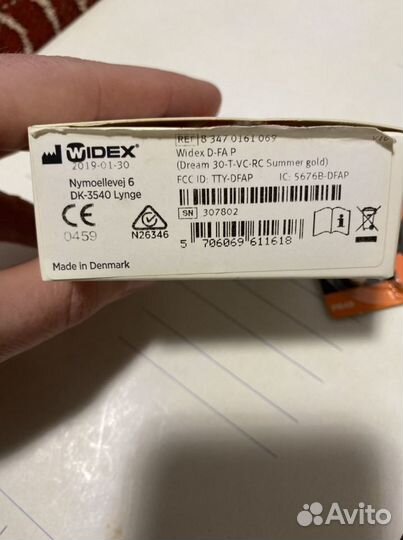 WIDEX®
2019-01-30
Nymoellevej 6
DK-3540 Lynge
CE
0459
N26346
Made in Denmark
REF 8 347 0161 069
Widex D-FA P
(Dream 30-T-VC-RC Summer gold)
FCC ID: TTY-DFAP IC: 5676B-DFAP
SN 307802
5 706069 611618
Avito